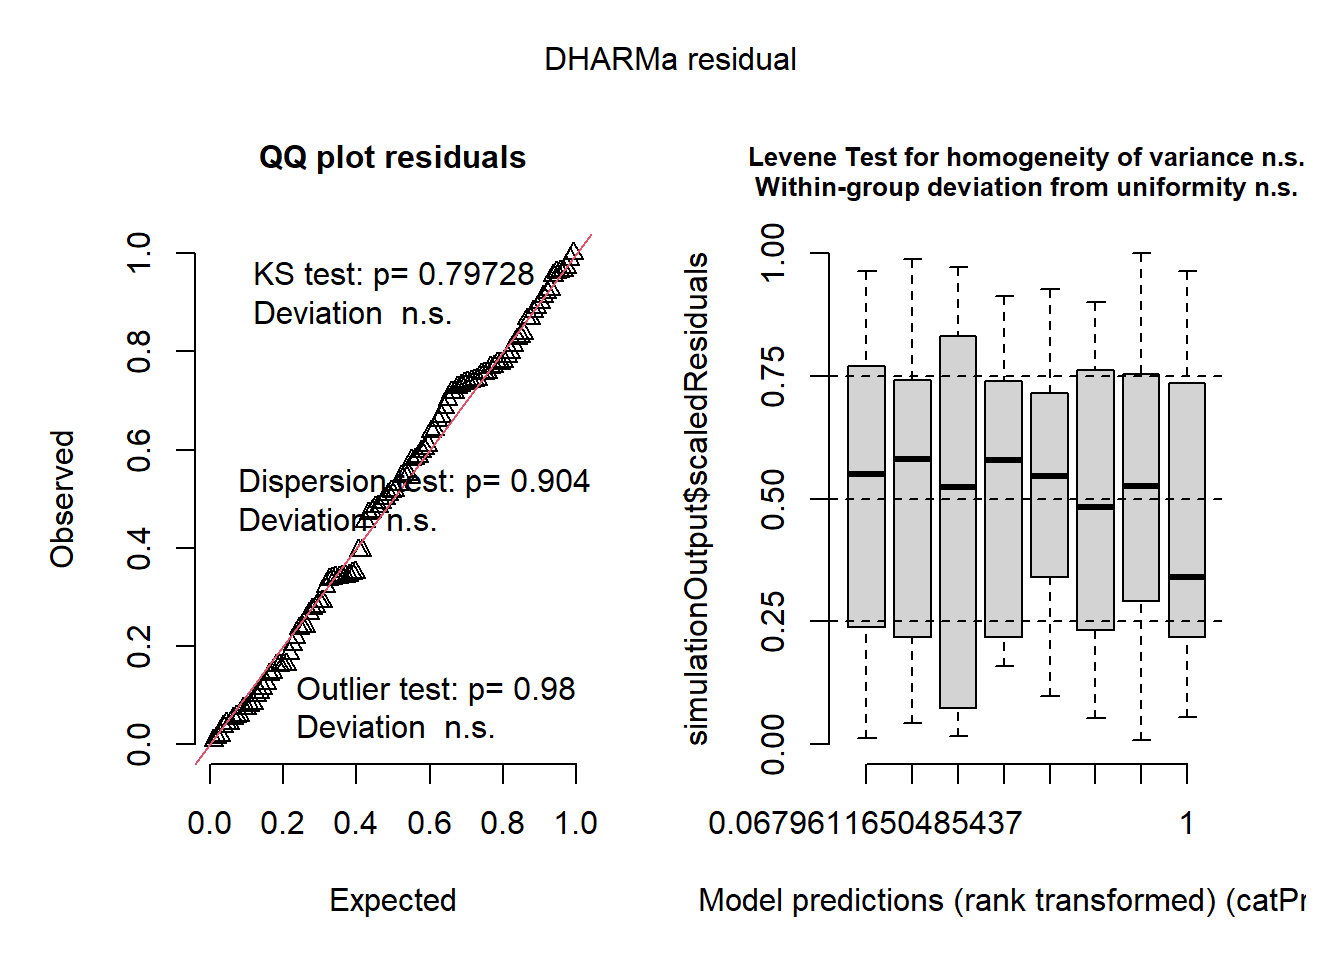 DHARMa residual
QQ plot residuals
KS test: p= 0.79728
Deviation  n.s.
Dispersion test: p= 0.904
Deviation  n.s.
Outlier test: p= 0.98
Deviation  n.s.
Observed
0.0
0.2
0.4
0.6
0.8
1.0
0.0 0.2 0.4 0.6 0.8 1.0
Expected
Levene Test for homogeneity of variance n.s.
Within-group deviation from uniformity n.s.
simulationOutput$scaledResiduals
0.00
0.25
0.50
0.75
1.00
0.0679611650485437 1
Model predictions (rank transformed) (catPr